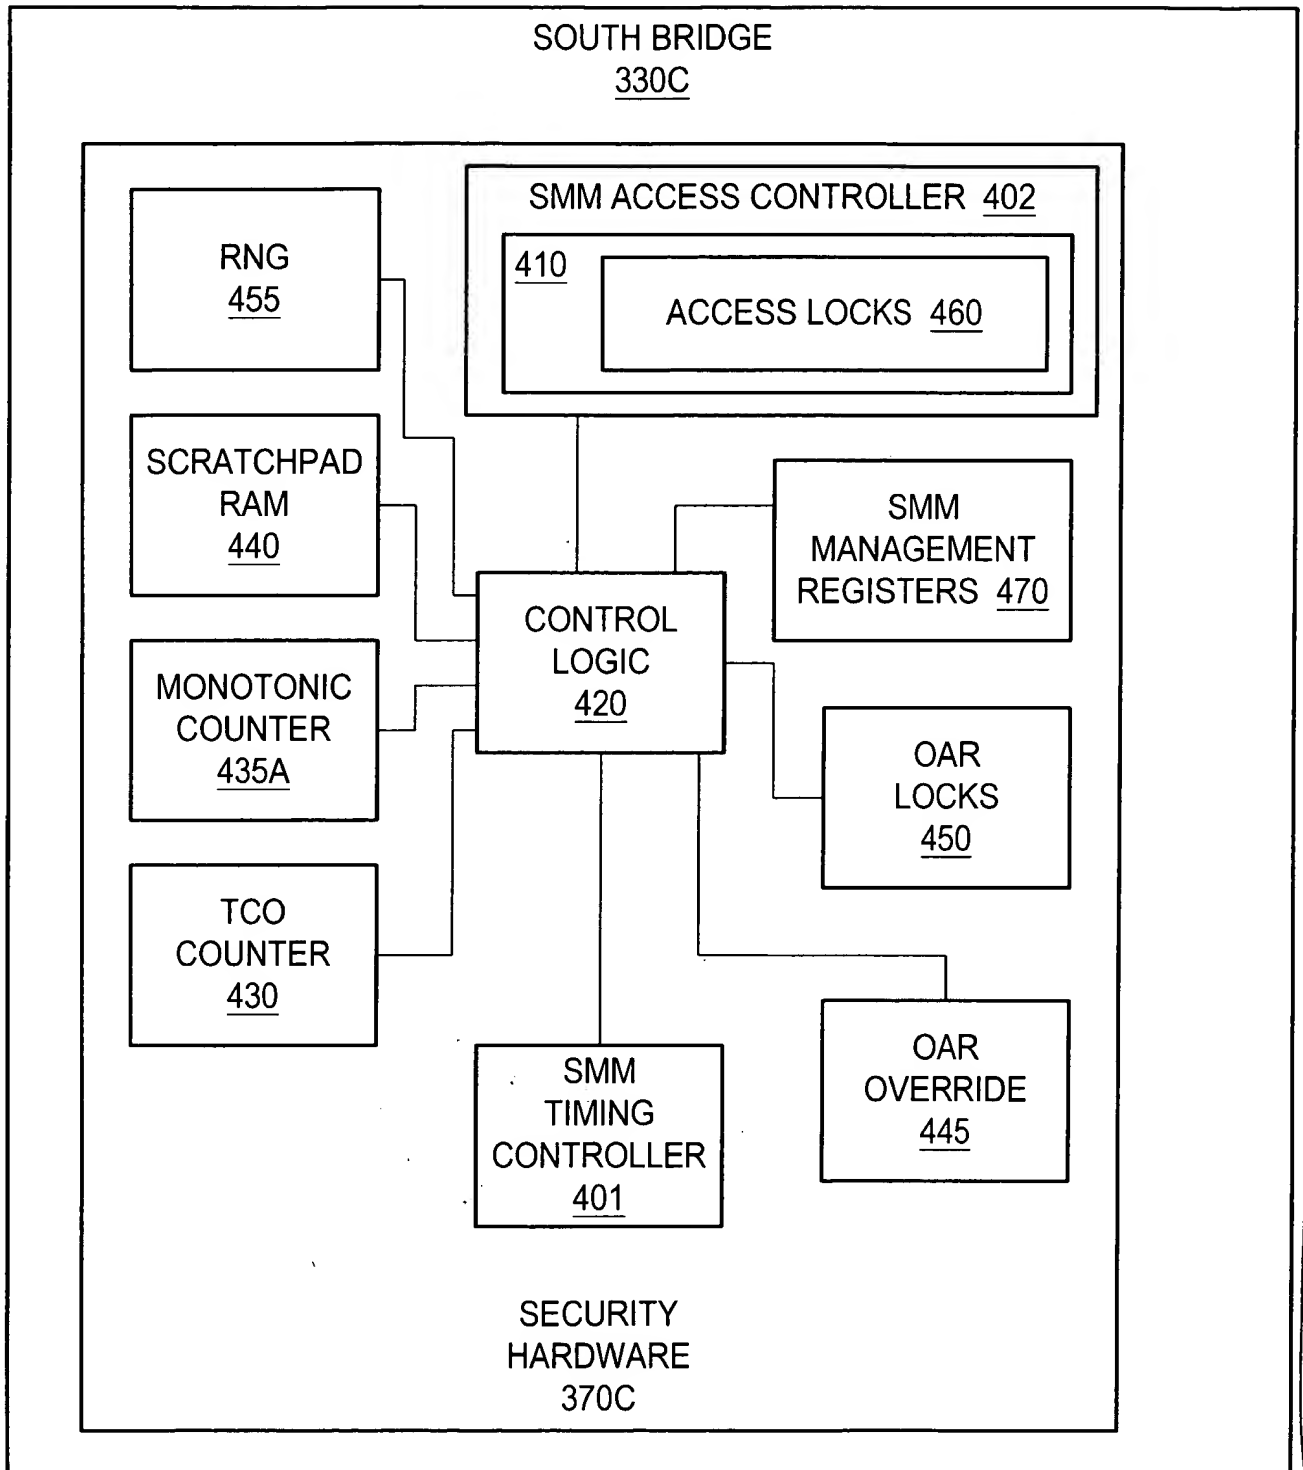 SOUTH BRIDGE
330C
SMM ACCESS CONTROLLER 402
410
ACCESS LOCKS 460
RNG
455
SCRATCHPAD
RAM
440
SMM
MANAGEMENT
REGISTERS 470
CONTROL
LOGIC
420
MONOTONIC
COUNTER
435A
OAR
LOCKS
450
TCO
COUNTER
430
SMM
TIMING
CONTROLLER
401
OAR
OVERRIDE
445
SECURITY
HARDWARE
370C